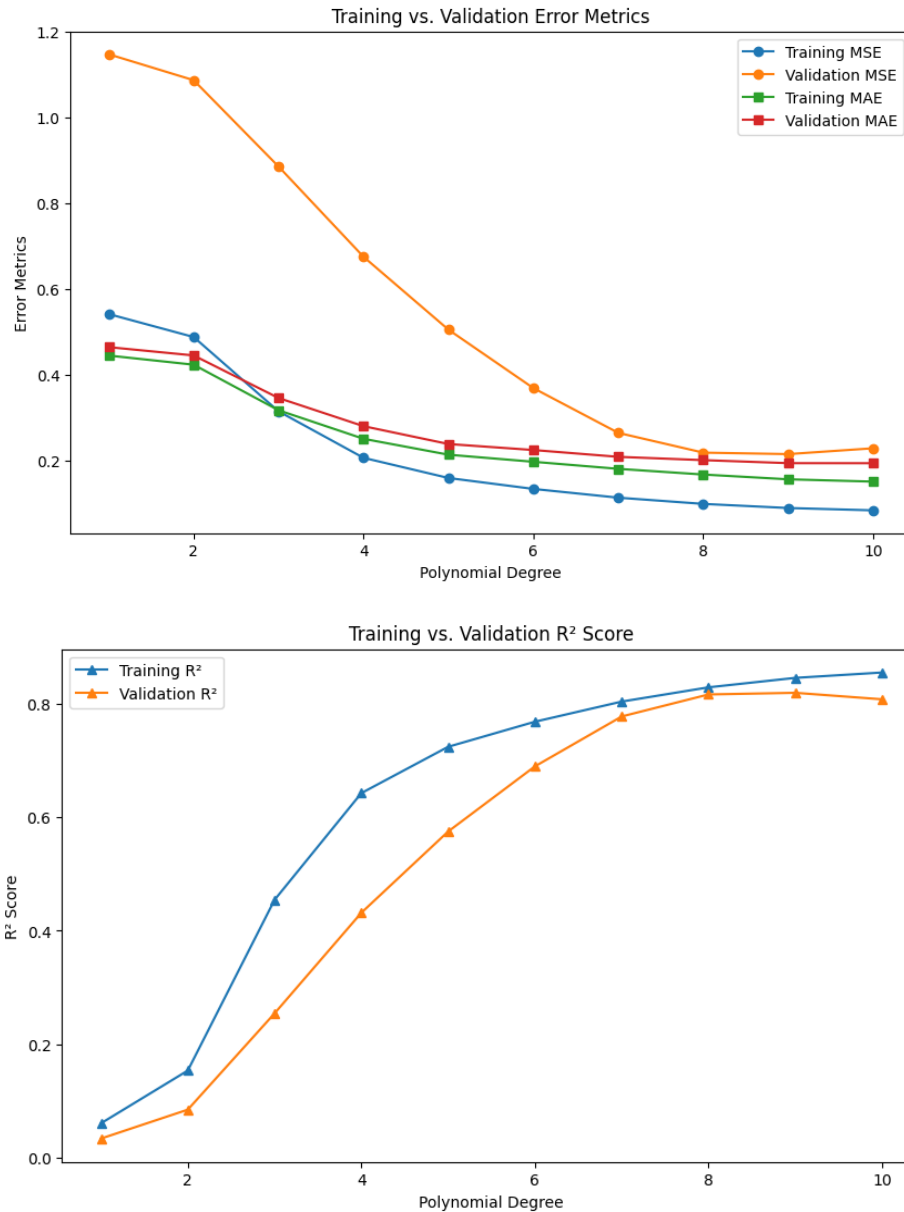 Training vs. Validation Error Metrics
1.2
1.0
0.8
0.6
0.4
0.2
Error Metrics
Training MSE
Validation MSE
Training MAE
Validation MAE
2 4 6 8 10
Polynomial Degree
Training vs. Validation R² Score
0.8
0.6
0.4
0.2
0.0
R² Score
Training R²
Validation R²
2 4 6 8 10
Polynomial Degree